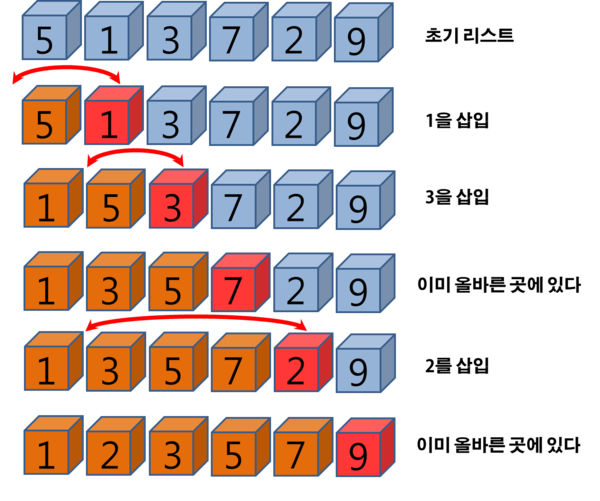 5 1 3 7 2 9 초기 리스트
5 1 3 7 2 9 1을 삽입
1 5 3 7 2 9 3을 삽입
1 3 5 7 2 9 이미 올바른 곳에 있다
1 3 5 7 2 9 2를 삽입
1 2 3 5 7 9 이미 올바른 곳에 있다